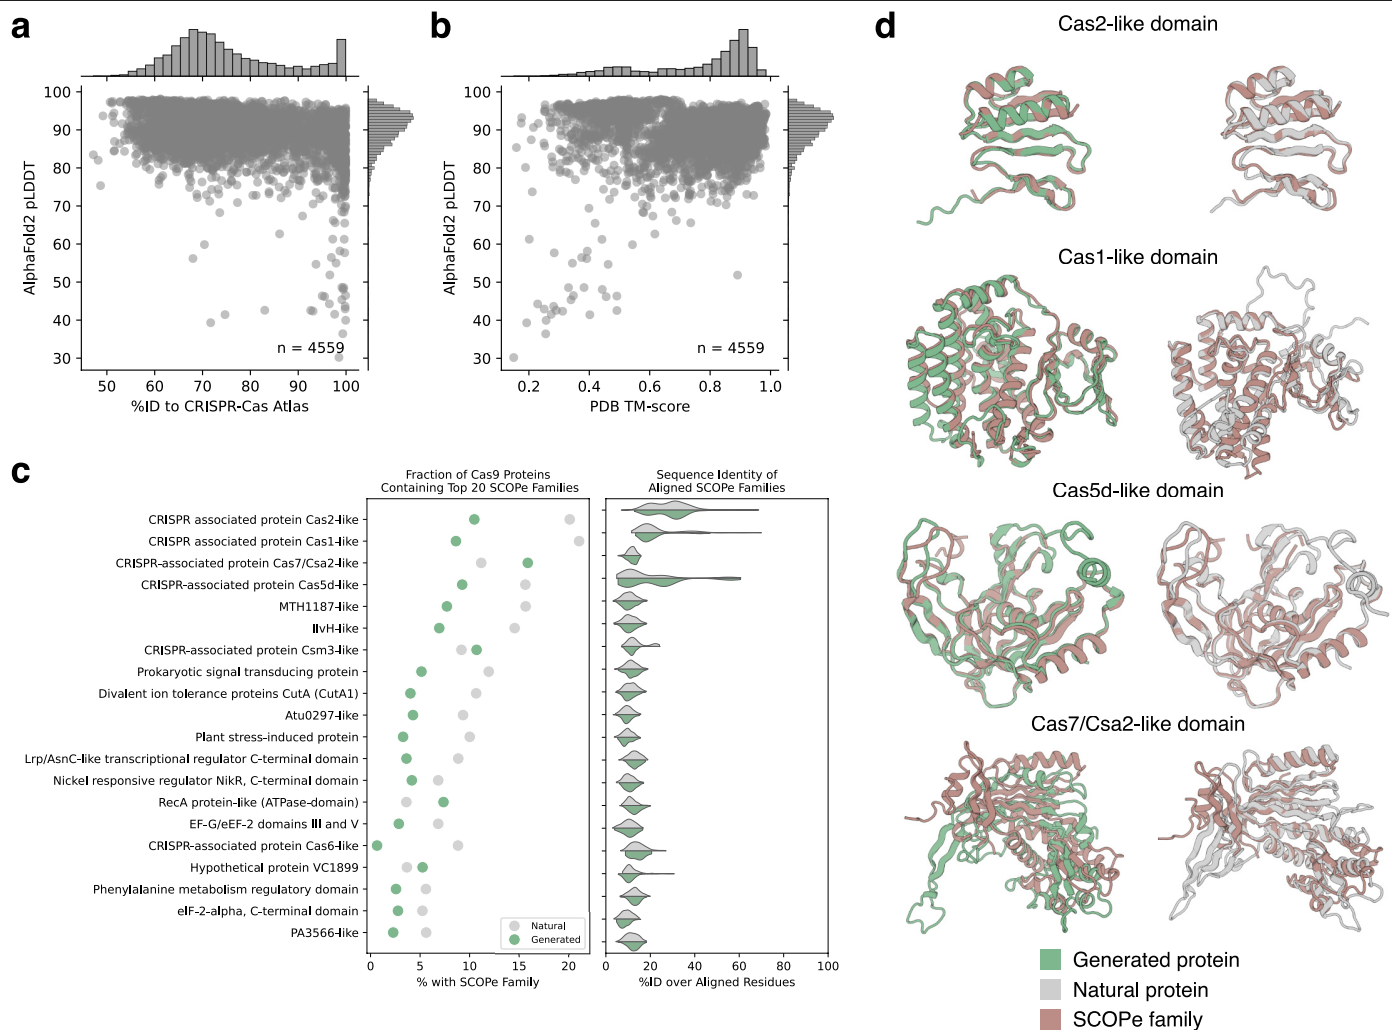 a
100
90
80
70
60
50
40
30
AlphaFold2 pLDDT
n = 4559
50
60
70
80
90
100
%ID to CRISPR-Cas Atlas
b
100
90
80
70
60
50
40
30
AlphaFold2 pLDDT
n = 4559
0.2
0.4
0.6
0.8
1.0
PDB TM-score
c
Fraction of Cas9 Proteins
Containing Top 20 SCOPe Families
Sequence Identity of
Aligned SCOPe Families
CRISPR associated protein Cas2-like
CRISPR associated protein Cas1-like
CRISPR-associated protein Cas7/Csa2-like
CRISPR-associated protein Cas5d-like
MTH1187-like
IlvH-like
CRISPR-associated protein Csm3-like
Prokaryotic signal transducing protein
Divalent ion tolerance proteins CutA (CutA1)
Atu0297-like
Plant stress-induced protein
Lrp/AsnC-like transcriptional regulator C-terminal domain
Nickel responsive regulator NikR, C-terminal domain
RecA protein-like (ATPase-domain)
EF-G/eEF-2 domains III and V
CRISPR-associated protein Cas6-like
Hypothetical protein VC1899
Phenylalanine metabolism regulatory domain
eIF-2-alpha, C-terminal domain
PA3566-like
Natural
Generated
0
5
10
15
20
% with SCOPe Family
0
20
40
60
80
100
%ID over Aligned Residues
d
Cas2-like domain
Cas1-like domain
Cas5d-like domain
Cas7/Csa2-like domain
Generated protein
Natural protein
SCOPe family